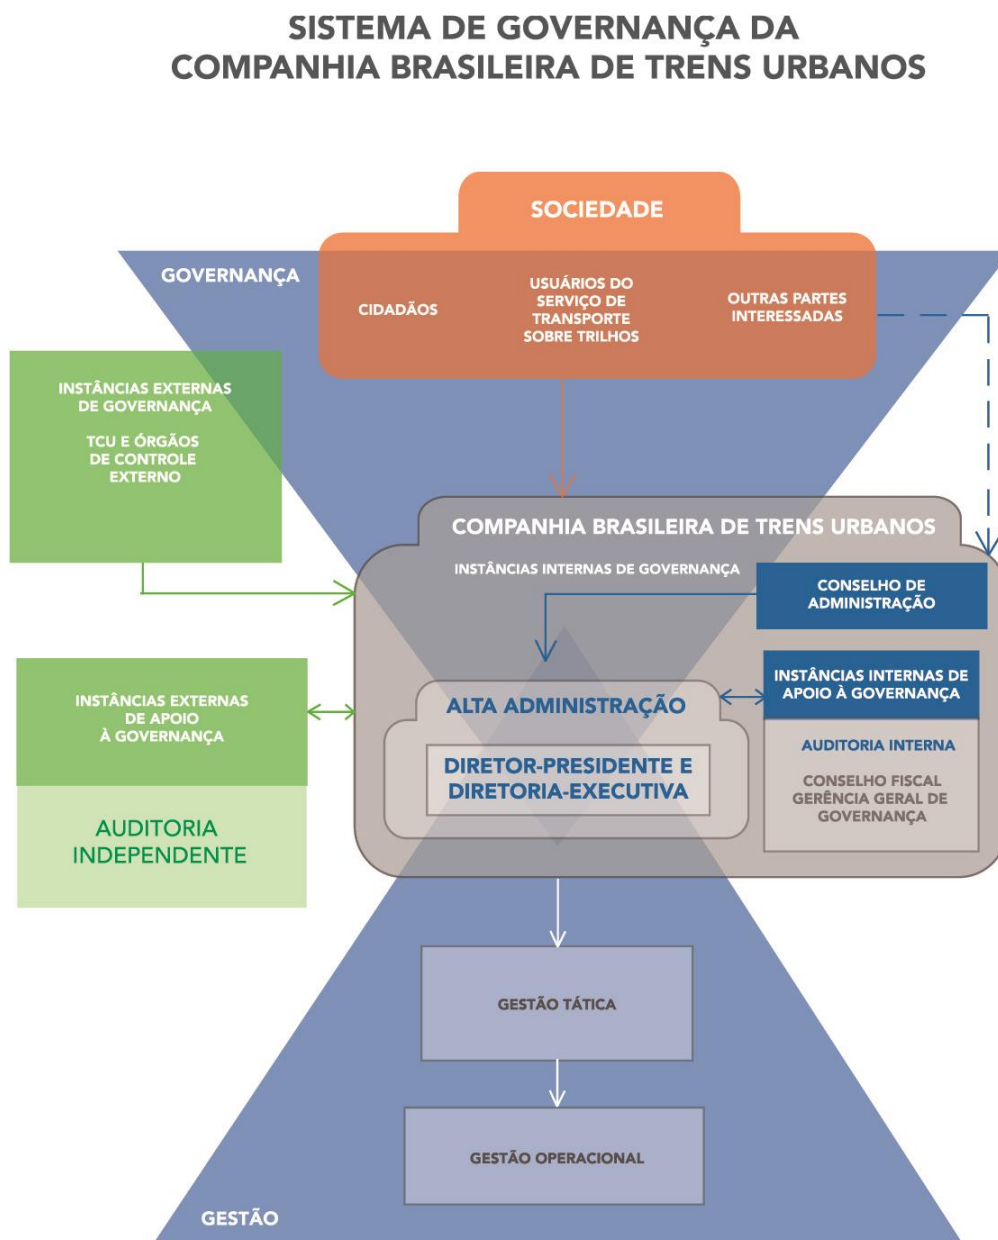 SISTEMA DE GOVERNANÇA DA
COMPANHIA BRASILEIRA DE TRENS URBANOS
SOCIEDADE
GOVERNANÇA
CIDADÃOS
USUÁRIOS DO
SERVIÇO DE
TRANSPORTE
SOBRE TRILHOS
OUTRAS PARTES
INTERESSADAS
INSTÂNCIAS EXTERNAS
DE GOVERNANÇA
TCU E ÓRGÃOS
DE CONTROLE
EXTERNO
COMPANHIA BRASILEIRA DE TRENS URBANOS
INSTÂNCIAS INTERNAS DE GOVERNANÇA
CONSELHO DE
ADMINISTRAÇÃO
INSTÂNCIAS EXTERNAS
DE APOIO
À GOVERNANÇA
AUDITORIA
INDEPENDENTE
ALTA ADMINISTRAÇÃO
DIRETOR-PRESIDENTE E
DIRETORIA-EXECUTIVA
INSTÂNCIAS INTERNAS DE
APOIO À GOVERNANÇA
AUDITORIA INTERNA
CONSELHO FISCAL
GERÊNCIA GERAL DE
GOVERNANÇA
GESTÃO TÁTICA
GESTÃO OPERACIONAL
GESTÃO